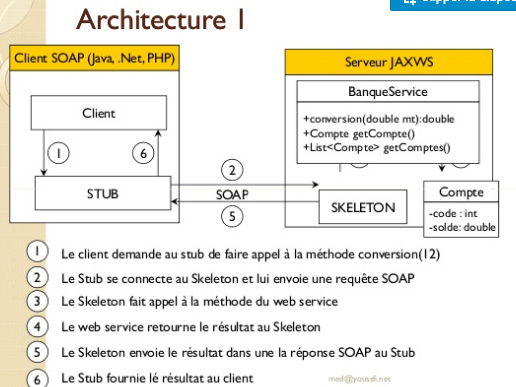 Architecture 1
Client SOAP (Java, .Net, PHP)
Serveur JAXWS
Client
BanqueService
+conversion(double mt):double
+Compte getCompte()
+List<Compte> getComptes()
1
6
2
STUB
SOAP
5
SKELETON
Compte
-code : int
-solde: double
1 Le client demande au stub de faire appel à la méthode conversion(12)
2 Le Stub se connecte au Skeleton et lui envoie une requête SOAP
3 Le Skeleton fait appel à la méthode du web service
4 Le web service retourne le résultat au Skeleton
5 Le Skeleton envoie le résultat dans une la réponse SOAP au Stub
6 Le Stub fournie lé résultat au client
med@youssfi.net